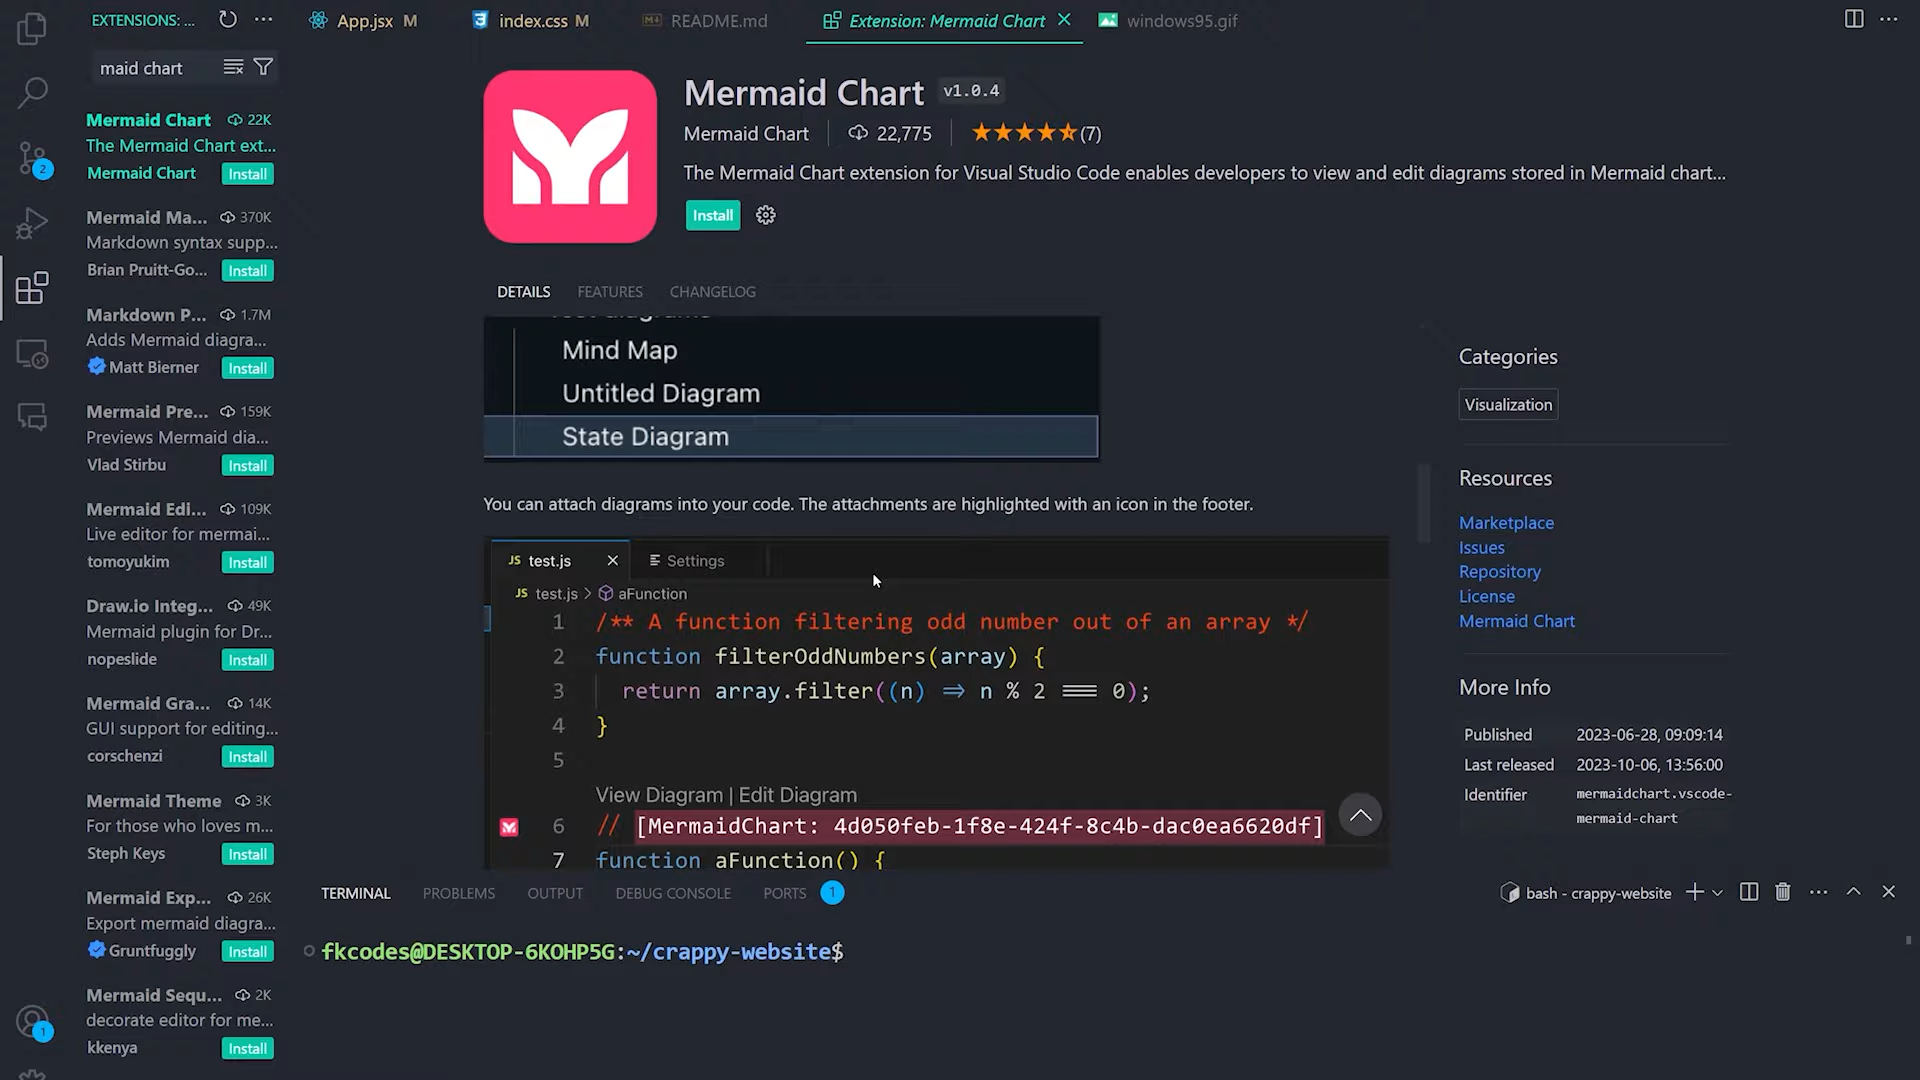 EXTENSIONS: ...
App.jsx M
index.css M
README.md
Extension: Mermaid Chart
windows95.gif
maid chart
Mermaid Chart 22K
The Mermaid Chart ext...
Mermaid Chart Install
Mermaid Ma... 370K
Markdown syntax supp...
Brian Pruitt-Go... Install
Markdown P... 1.7M
Adds Mermaid diagra...
Matt Bierner Install
Mermaid Pre... 159K
Previews Mermaid dia...
Vlad Stirbu Install
Mermaid Edi... 109K
Live editor for mermai...
tomoyukim Install
Draw.io Integ... 49K
Mermaid plugin for Dr...
nopeslide Install
Mermaid Gra... 14K
GUI support for editing...
corschenzi Install
Mermaid Theme 3K
For those who loves m...
Steph Keys Install
Mermaid Exp... 26K
Export mermaid diagra...
Gruntfuggly Install
Mermaid Sequ... 2K
decorate editor for me...
kkenya Install
2
1
Mermaid Chart v1.0.4
Mermaid Chart 22,775 (7)
The Mermaid Chart extension for Visual Studio Code enables developers to view and edit diagrams stored in Mermaid chart...
Install
DETAILS FEATURES CHANGELOG
Mind Map
Untitled Diagram
State Diagram
You can attach diagrams into your code. The attachments are highlighted with an icon in the footer.
JS test.js Settings
JS test.js > aFunction
1 /** A function filtering odd number out of an array */
2 function filterOddNumbers(array) {
3 return array.filter((n) => n % 2 === 0);
4 }
5
View Diagram | Edit Diagram
6 // [MermaidChart: 4d050feb-1f8e-424f-8c4b-dac0ea6620df]
7 function aFunction() {
Categories
Visualization
Resources
Marketplace
Issues
Repository
License
Mermaid Chart
More Info
Published 2023-06-28, 09:09:14
Last released 2023-10-06, 13:56:00
Identifier mermaidchart.vscode-
mermaid-chart
TERMINAL PROBLEMS OUTPUT DEBUG CONSOLE PORTS 1
bash - crappy-website
fkcodes@DESKTOP-6KOHP5G:~/crappy-website$